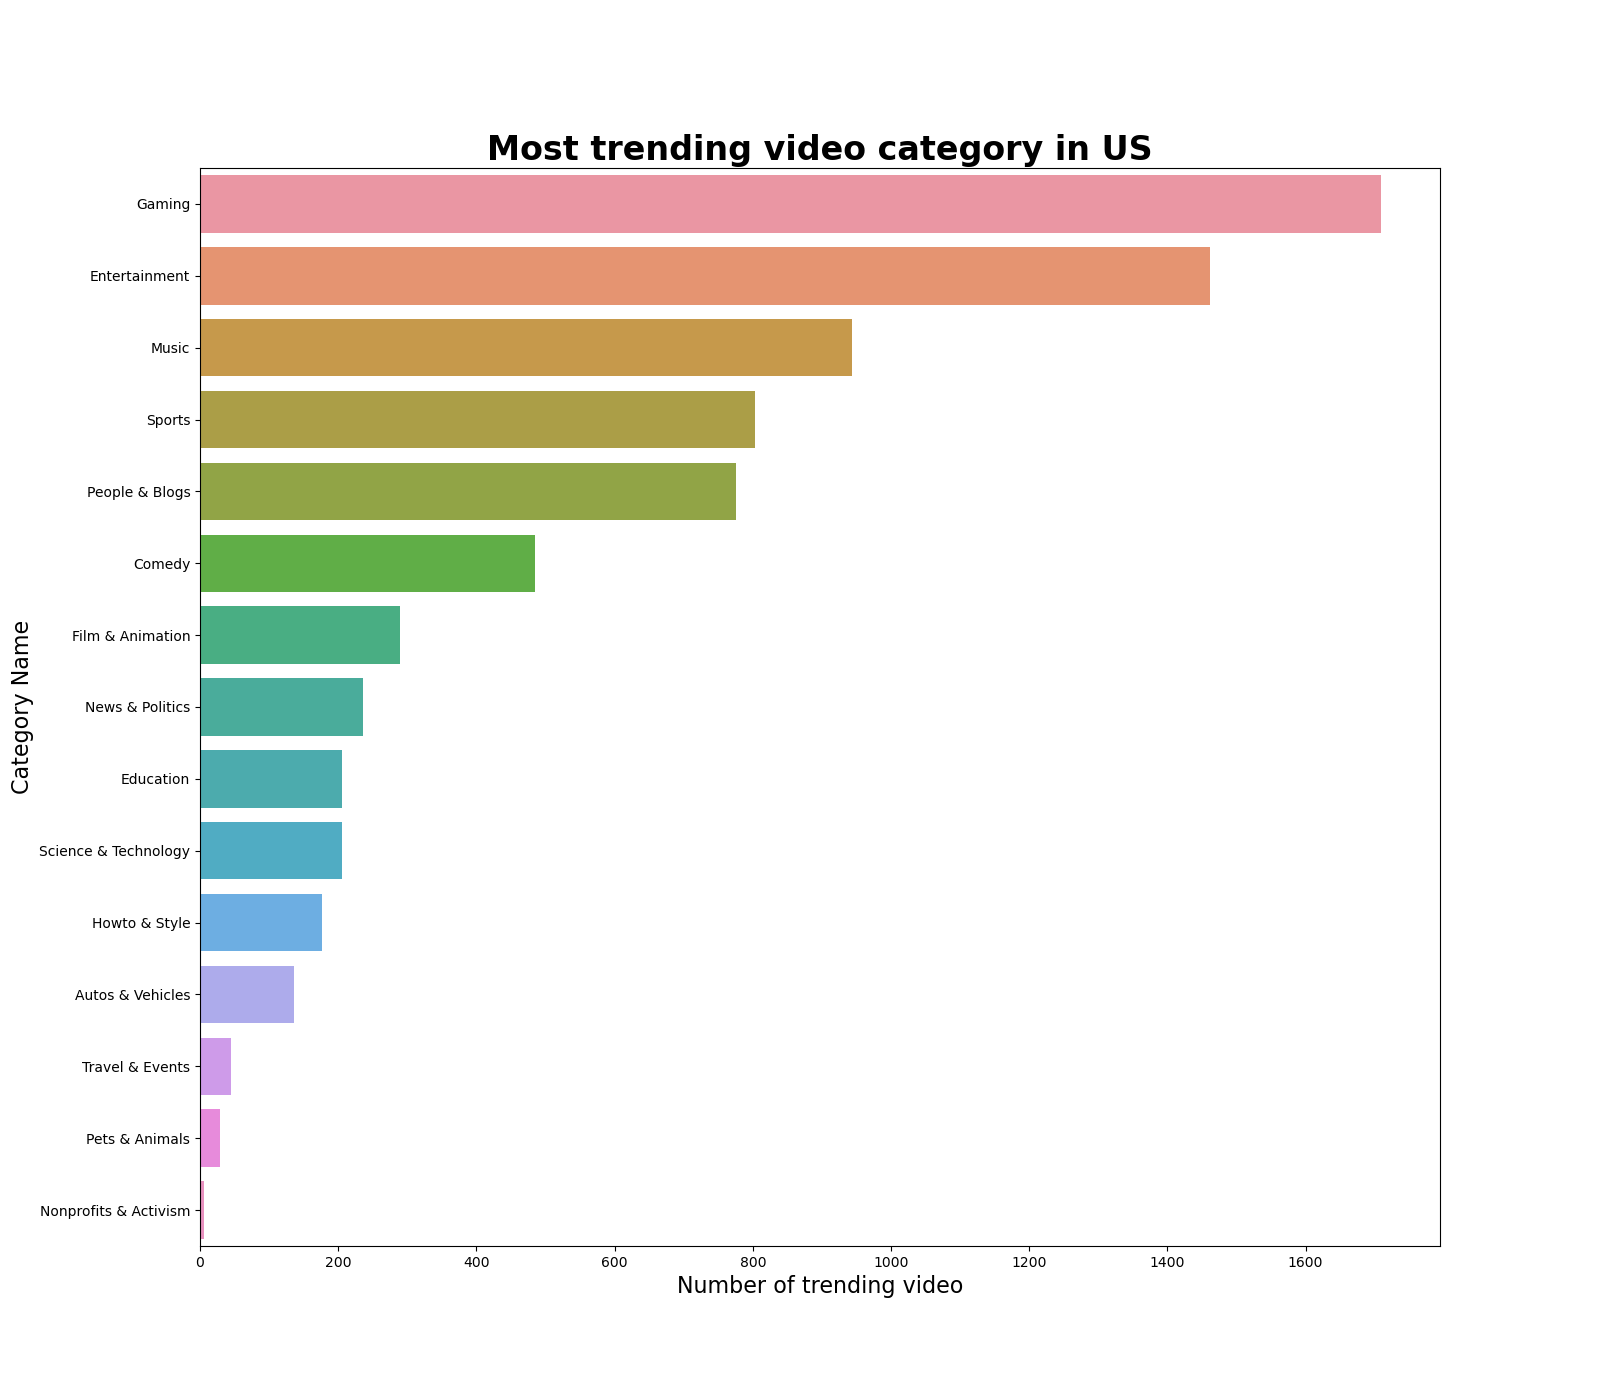 Most trending video category in US
Gaming
Entertainment
Music
Sports
People & Blogs
Comedy
Film & Animation
News & Politics
Education
Science & Technology
Howto & Style
Autos & Vehicles
Travel & Events
Pets & Animals
Nonprofits & Activism
Category Name
0 200 400 600 800 1000 1200 1400 1600
Number of trending video